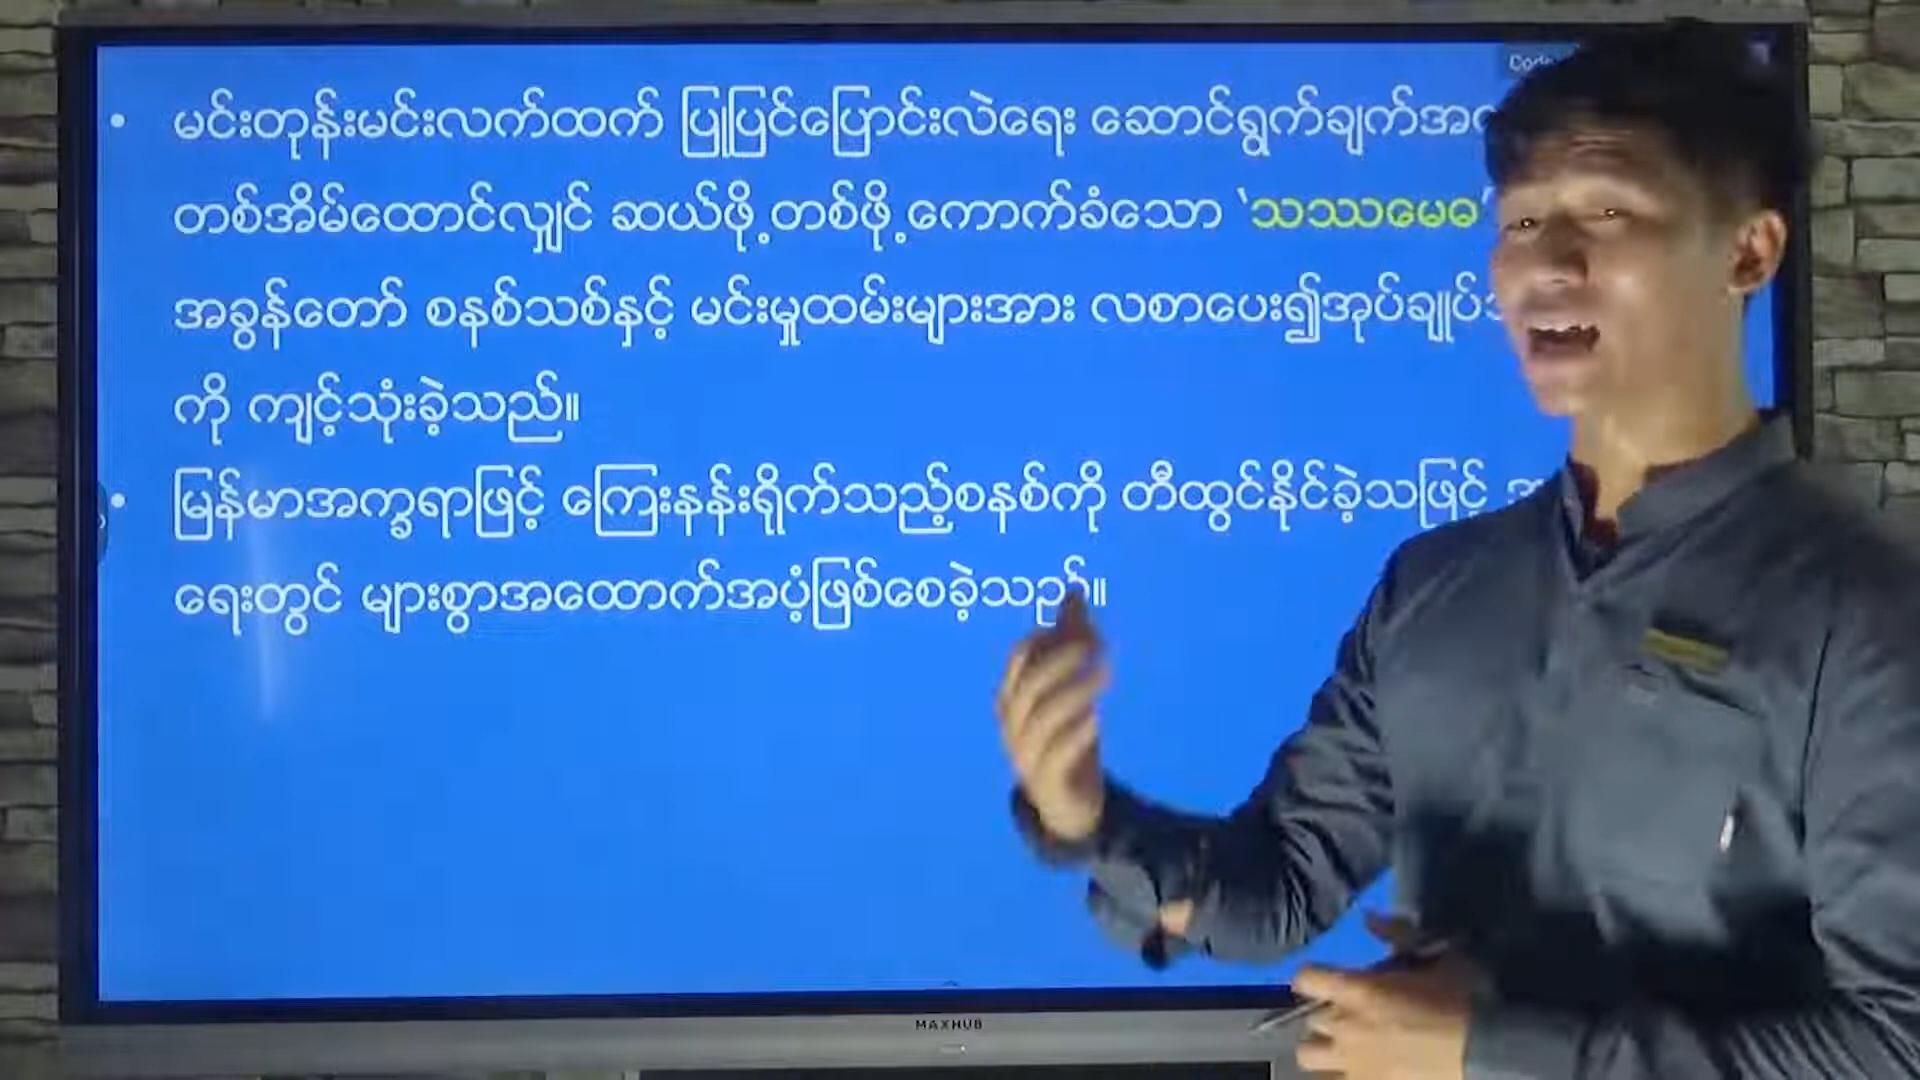 Code
• မင်းတုန်းမင်းလက်ထက် ပြုပြင်ပြောင်းလဲရေး ဆောင်ရွက်ချက်
တစ်အိမ်ထောင်လျှင် ဆယ်ဖို့တစ်ဖို့ကောက်ခံသော ‘သဿမေဓ’
အခွန်တော် စနစ်သစ်နှင့် မင်းမှုထမ်းများအား လစာပေး၍အုပ်ချုပ်
ကို ကျင့်သုံးခဲ့သည်။
• မြန်မာအက္ခရာဖြင့် ကြေးနန်းရိုက်သည့်စနစ်ကို တီထွင်နိုင်ခဲ့သဖြင့်
ရေးတွင် များစွာအထောက်အပံ့ဖြစ်စေခဲ့သည်။
MAXHUB